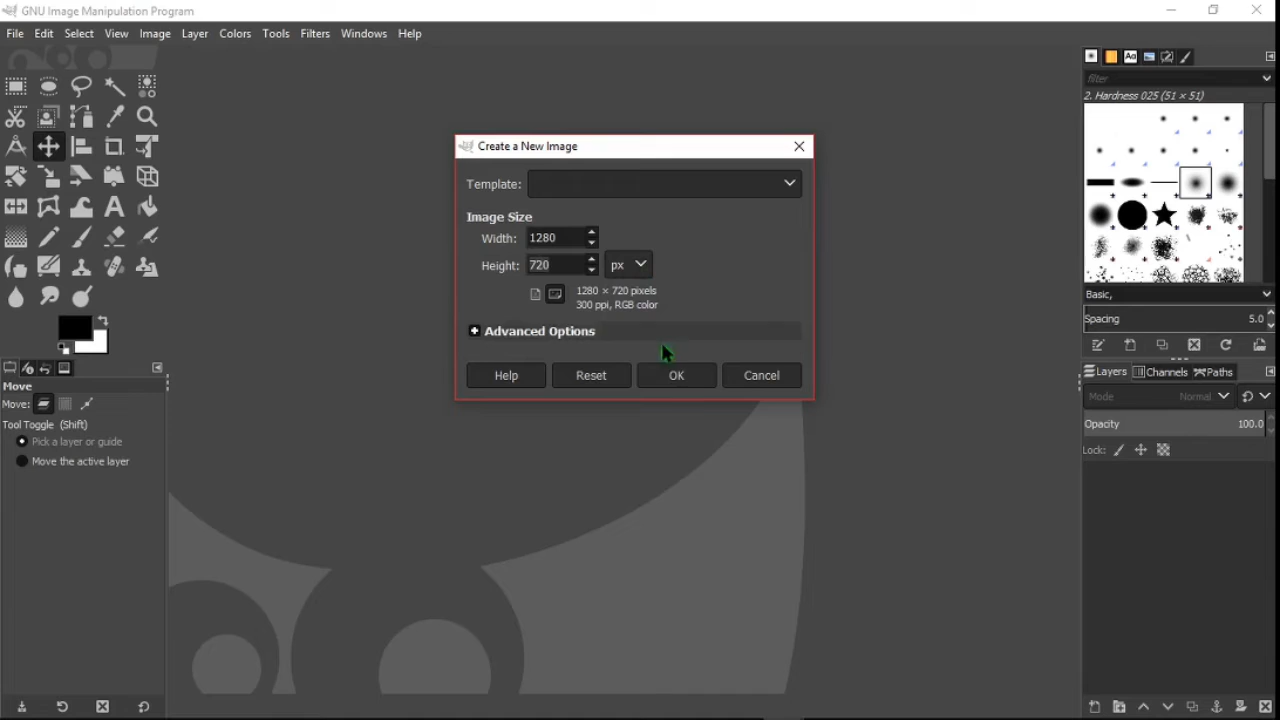 GNU Image Manipulation Program
File Edit Select View Image Layer Colors Tools Filters Windows Help
filter
2. Hardness 025 (51 × 51)
Create a New Image
Template:
Image Size
Width: 1280
Height: 720 px
1280 × 720 pixels
300 ppi, RGB color
Advanced Options
Help Reset OK Cancel
Basic,
Spacing 5.0
Layers Channels Paths
Mode Normal
Opacity 100.0
Lock:
Move
Move:
Tool Toggle (Shift)
Pick a layer or guide
Move the active layer